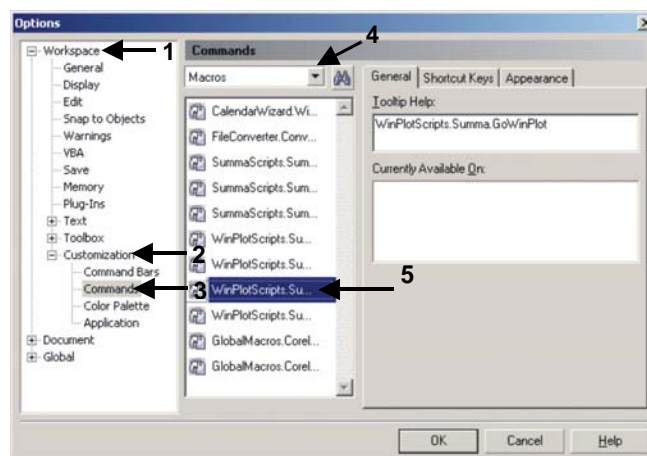 Options
Workspace
1
General
Display
Edit
Snap to Objects
Warnings
VBA
Save
Memory
Plug-Ins
Text
Toolbox
Customization
2
Command Bars
Commands
3
Color Palette
Application
Document
Global
Commands
4
Macros
CalendarWizard.Wi...
FileConverter.Conv...
SummaScripts.Sum...
SummaScripts.Sum...
SummaScripts.Sum...
WinPlotScripts.Su...
WinPlotScripts.Su...
WinPlotScripts.Su...
5
WinPlotScripts.Su...
GlobalMacros.Corel...
GlobalMacros.Corel...
General Shortcut Keys Appearance
Tooltip Help:
WinPlotScripts.Summa.GoWinPlot
Currently Available On:
OK Cancel Help